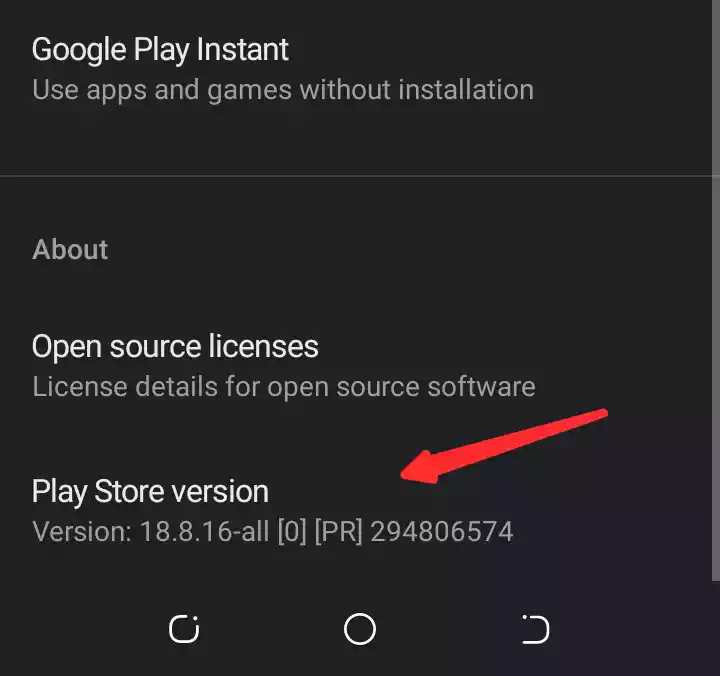 Google Play Instant
Use apps and games without installation
About
Open source licenses
License details for open source software
Play Store version
Version: 18.8.16-all [0] [PR] 294806574